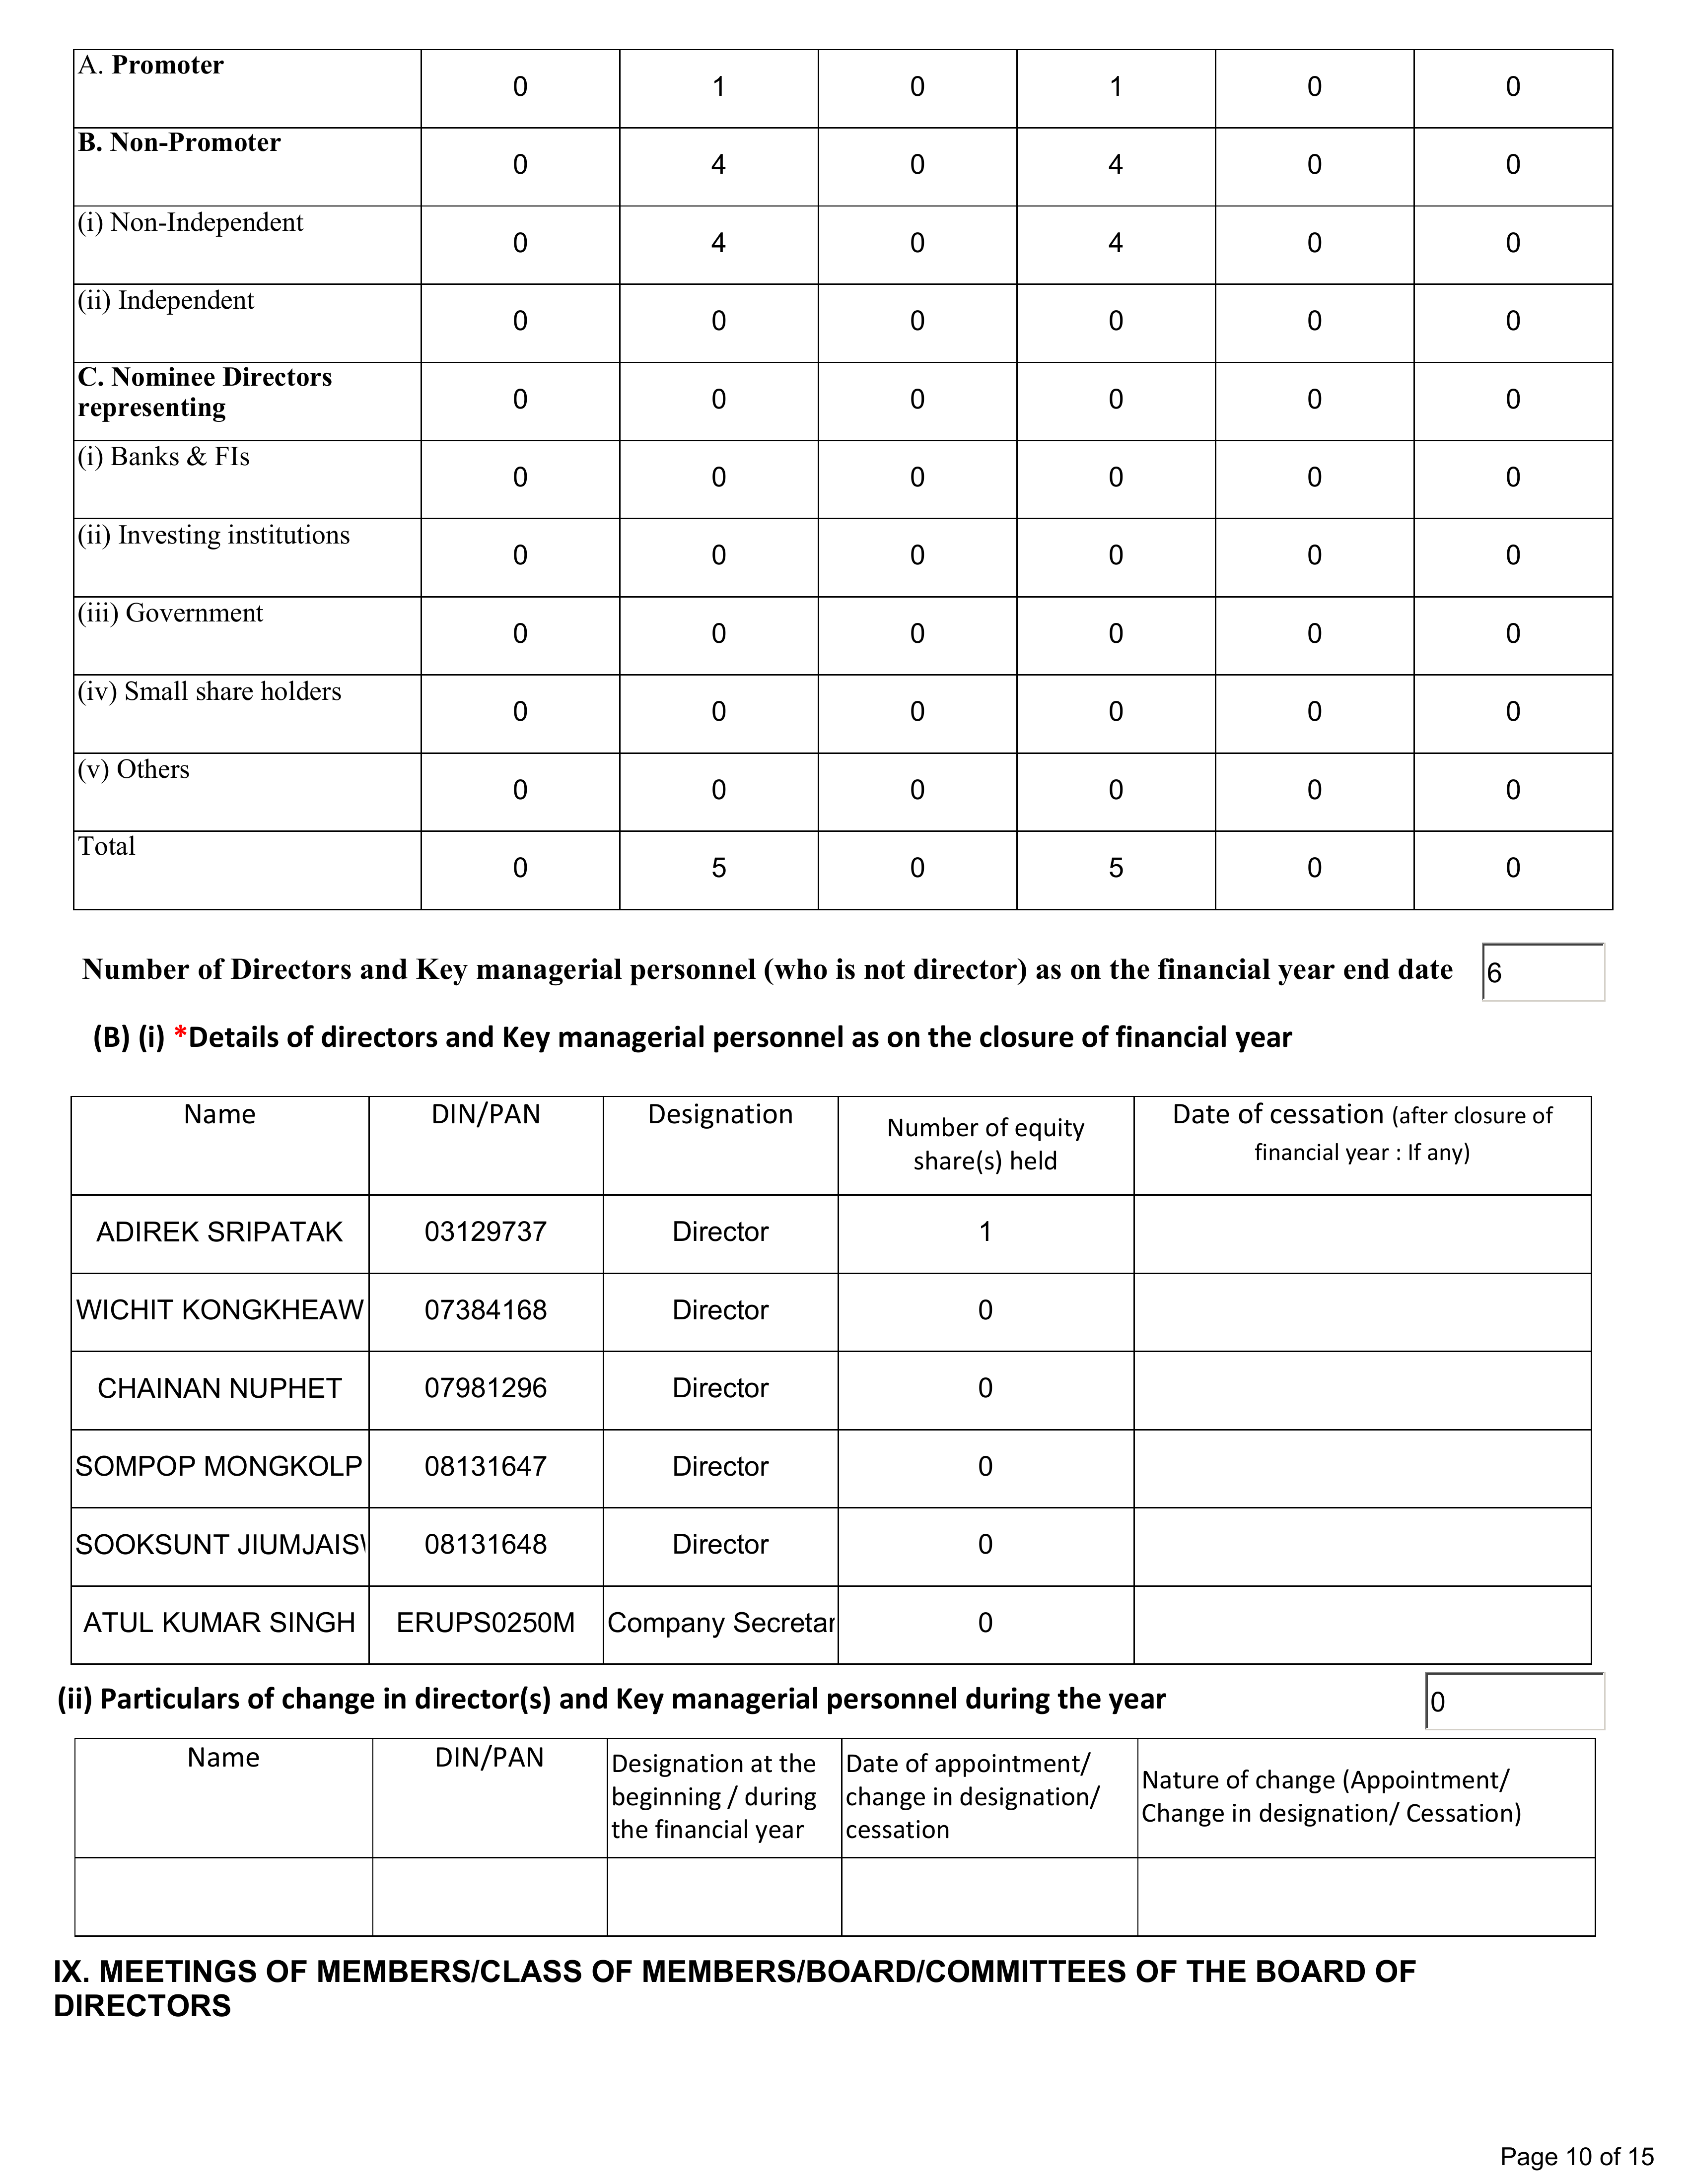 A. Promoter 0 1 0 1 0 0
B. Non-Promoter 0 4 0 4 0 0
(i) Non-Independent 0 4 0 4 0 0
(ii) Independent 0 0 0 0 0 0
C. Nominee Directors
representing 0 0 0 0 0 0
(i) Banks & FIs 0 0 0 0 0 0
(ii) Investing institutions 0 0 0 0 0 0
(iii) Government 0 0 0 0 0 0
(iv) Small share holders 0 0 0 0 0 0
(v) Others 0 0 0 0 0 0
Total 0 5 0 5 0 0
Number of Directors and Key managerial personnel (who is not director) as on the financial year end date 6
(B) (i) *Details of directors and Key managerial personnel as on the closure of financial year
Name DIN/PAN Designation Number of equity share(s) held Date of cessation (after closure of financial year : If any)
ADIREK SRIPATAK 03129737 Director 1
WICHIT KONGKHEAW 07384168 Director 0
CHAINAN NUPHET 07981296 Director 0
SOMPOP MONGKOLP 08131647 Director 0
SOOKSUNT JIUMJAIS 08131648 Director 0
ATUL KUMAR SINGH ERUPS0250M Company Secretar 0
(ii) Particulars of change in director(s) and Key managerial personnel during the year 0
Name DIN/PAN Designation at the beginning / during the financial year Date of appointment/ change in designation/ cessation Nature of change (Appointment/ Change in designation/ Cessation)
IX. MEETINGS OF MEMBERS/CLASS OF MEMBERS/BOARD/COMMITTEES OF THE BOARD OF
DIRECTORS
Page 10 of 15